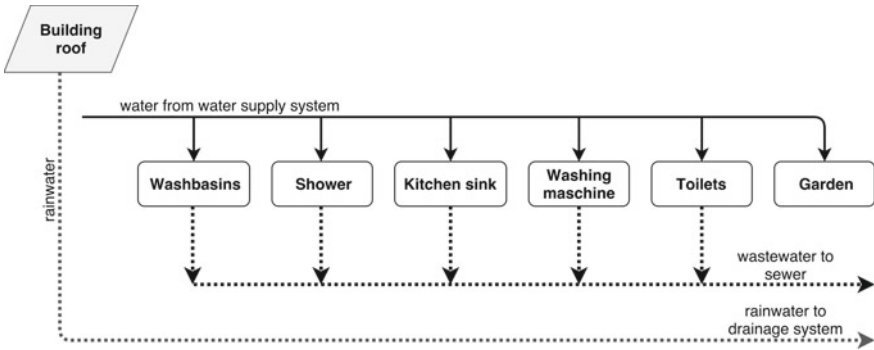 Building
roof
water from water supply system
rainwater
Washbasins
Shower
Kitchen sink
Washing
maschine
Toilets
Garden
wastewater to
sewer
rainwater to
drainage system